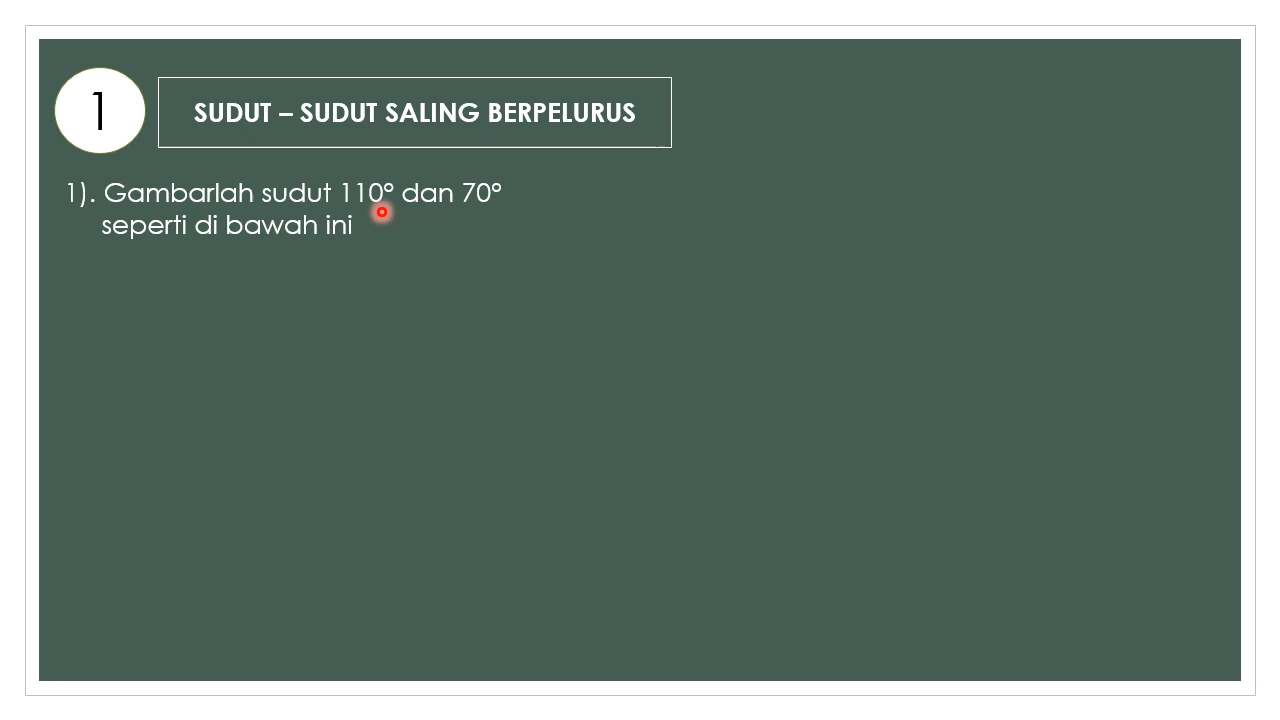 1
SUDUT – SUDUT SALING BERPELURUS
1). Gambarlah sudut 110° dan 70°
seperti di bawah ini